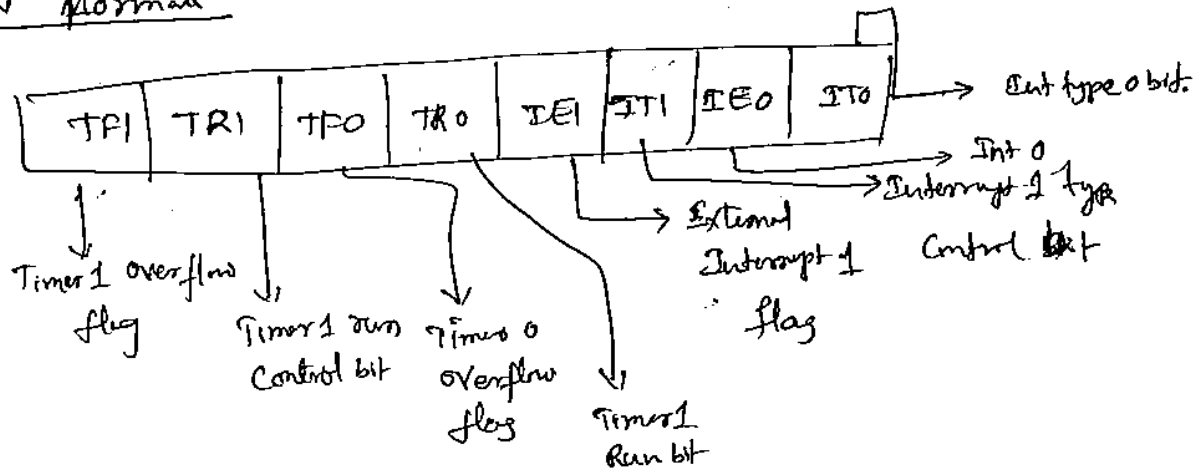 Format
TF1 TR1 TF0 TR0 IE1 IT1 IE0 IT0
Int type 0 bit.
Int 0
Interrupt 1 type
Control bit
External
Interrupt 1
flag
Timer 1 overflow
flag
Timer 1 run
Control bit
Timer 0
overflow
flag
Timer 1
Run bit